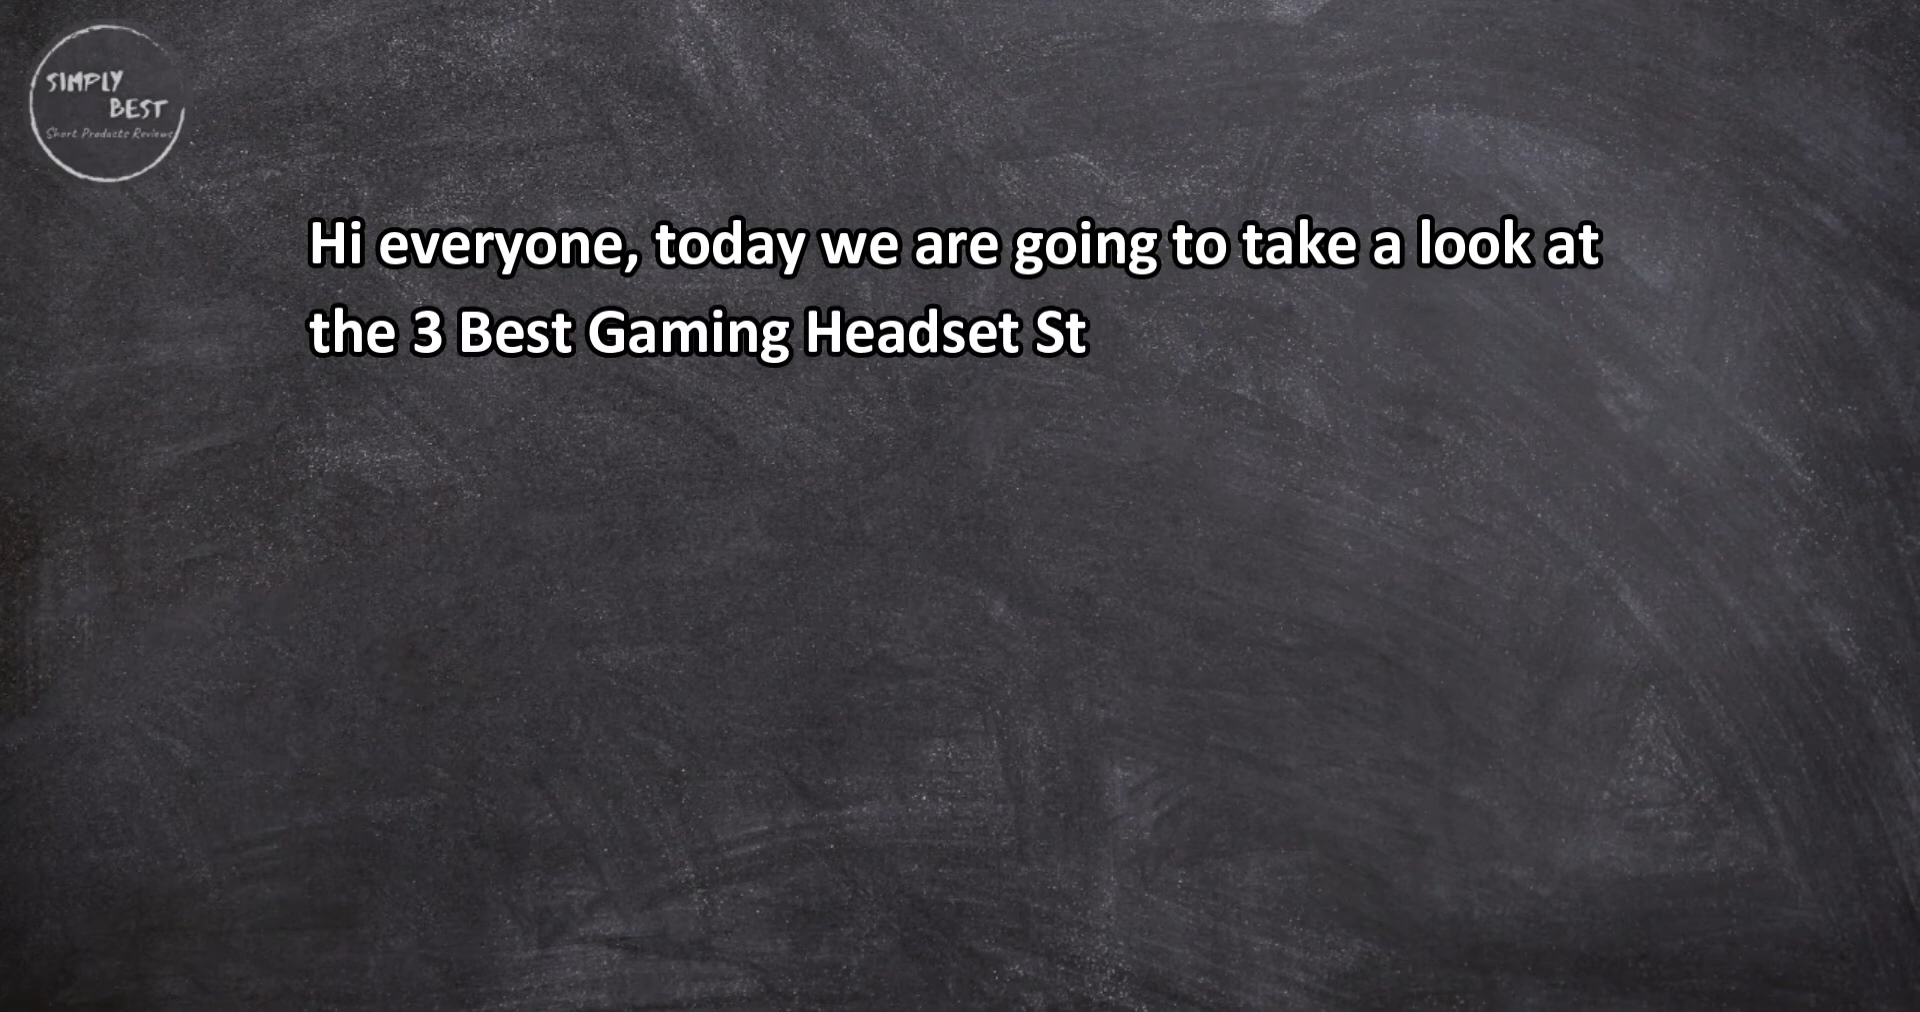 SIMPLY
BEST
Short Products Reviews
Hi everyone, today we are going to take a look at
the 3 Best Gaming Headset St